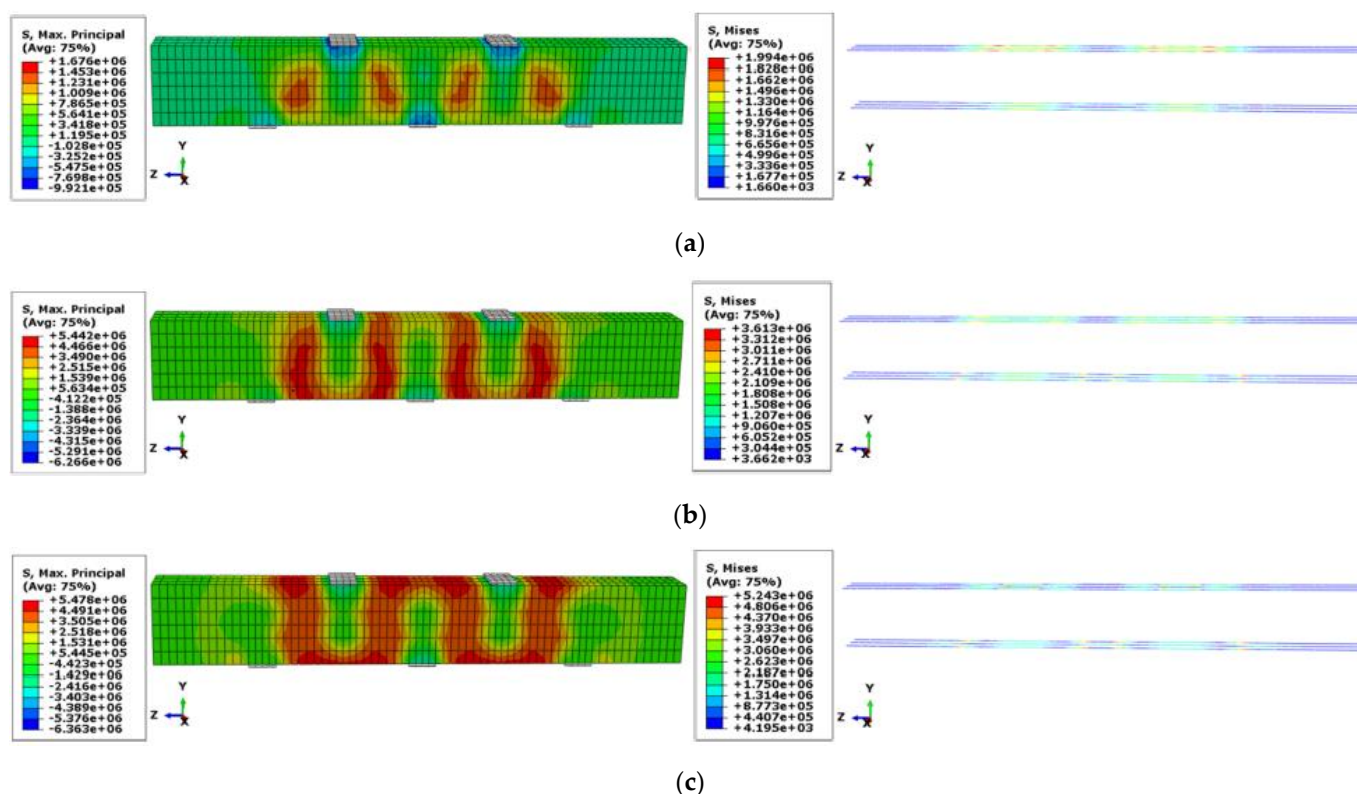 S, Max. Principal
(Avg: 75%)
+1.676e+06
+1.453e+06
+1.231e+06
+1.009e+06
+7.865e+05
+5.641e+05
+3.418e+05
+1.195e+05
-1.028e+05
-3.252e+05
-5.475e+05
-7.698e+05
-9.921e+05
Y
Z
X
S, Mises
(Avg: 75%)
+1.994e+06
+1.828e+06
+1.662e+06
+1.496e+06
+1.330e+06
+1.164e+06
+9.976e+05
+8.316e+05
+6.656e+05
+4.996e+05
+3.336e+05
+1.677e+05
+1.660e+03
Y
Z
X
(a)
S, Max. Principal
(Avg: 75%)
+5.442e+06
+4.466e+06
+3.490e+06
+2.515e+06
+1.539e+06
+5.634e+05
-4.122e+05
-1.388e+06
-2.364e+06
-3.339e+06
-4.315e+06
-5.291e+06
-6.266e+06
Y
Z
X
S, Mises
(Avg: 75%)
+3.613e+06
+3.312e+06
+3.011e+06
+2.711e+06
+2.410e+06
+2.109e+06
+1.808e+06
+1.508e+06
+1.207e+06
+9.060e+05
+6.052e+05
+3.044e+05
+3.662e+03
Y
Z
X
(b)
S, Max. Principal
(Avg: 75%)
+5.478e+06
+4.491e+06
+3.505e+06
+2.518e+06
+1.531e+06
+5.445e+05
-4.423e+05
-1.429e+06
-2.416e+06
-3.403e+06
-4.389e+06
-5.376e+06
-6.363e+06
Y
Z
X
S, Mises
(Avg: 75%)
+5.243e+06
+4.806e+06
+4.370e+06
+3.933e+06
+3.497e+06
+3.060e+06
+2.623e+06
+2.187e+06
+1.750e+06
+1.314e+06
+8.773e+05
+4.407e+05
+4.195e+03
Y
Z
X
(c)